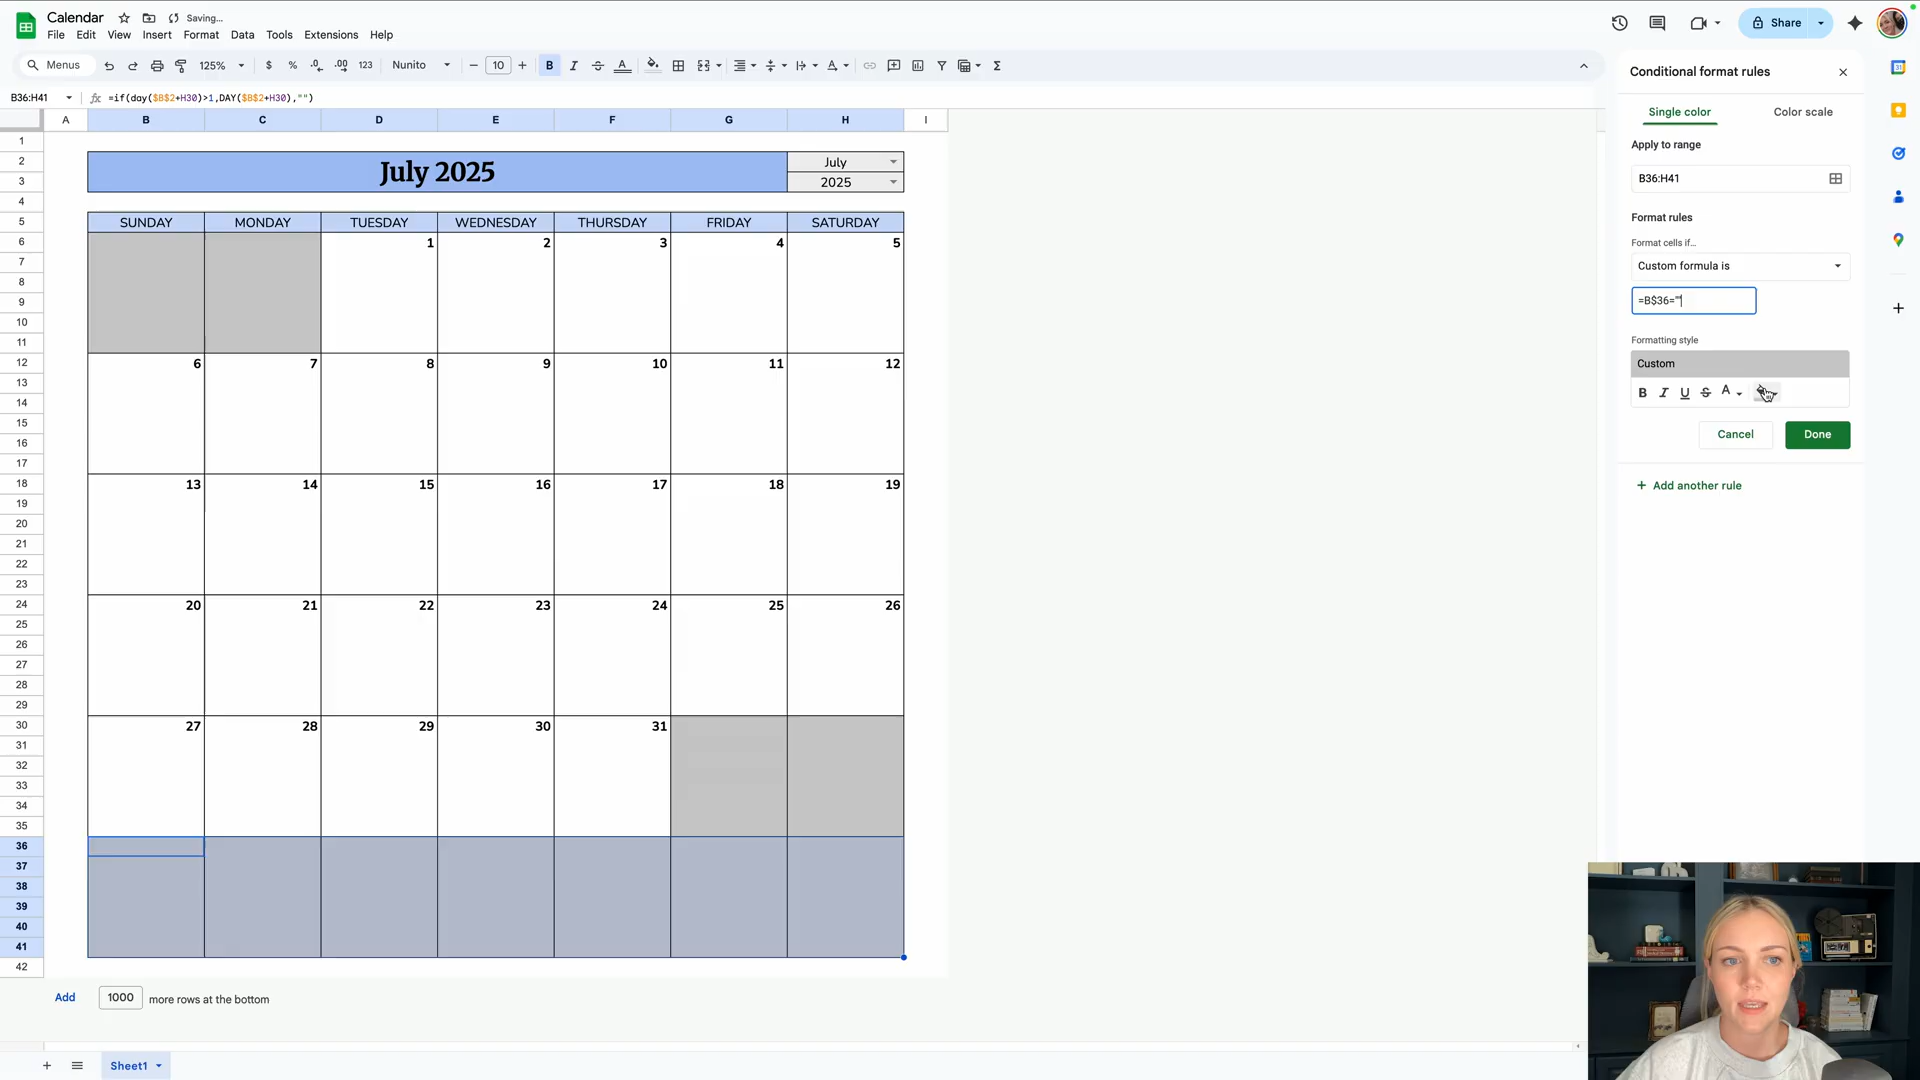 Calendar Saving...
File Edit View Insert Format Data Tools Extensions Help
Share
Menus 125% $ % .0 .00 123 Nunito 10 B I
B36:H41 =if(day($B$2+H30)>1,DAY($B$2+H30),"")
A B C D E F G H I
1
2 July
July 2025
3 2025
4
5 SUNDAY MONDAY TUESDAY WEDNESDAY THURSDAY FRIDAY SATURDAY
6 1 2 3 4 5
7
8
9
10
11
12 6 7 8 9 10 11 12
13
14
15
16
17
18 13 14 15 16 17 18 19
19
20
21
22
23
24 20 21 22 23 24 25 26
25
26
27
28
29
30 27 28 29 30 31
31
32
33
34
35
36
37
38
39
40
41
42
Add 1000 more rows at the bottom
Sheet1
Conditional format rules
Single color Color scale
Apply to range
B36:H41
Format rules
Format cells if...
Custom formula is
=B$36=""
Formatting style
Custom
B I U S A
Cancel Done
+ Add another rule